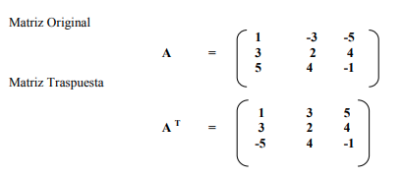 Matriz Original
1 -3 -5
A = 3 2 4
5 4 -1
Matriz Traspuesta
1 3 5
A T = 3 2 4
-5 4 -1